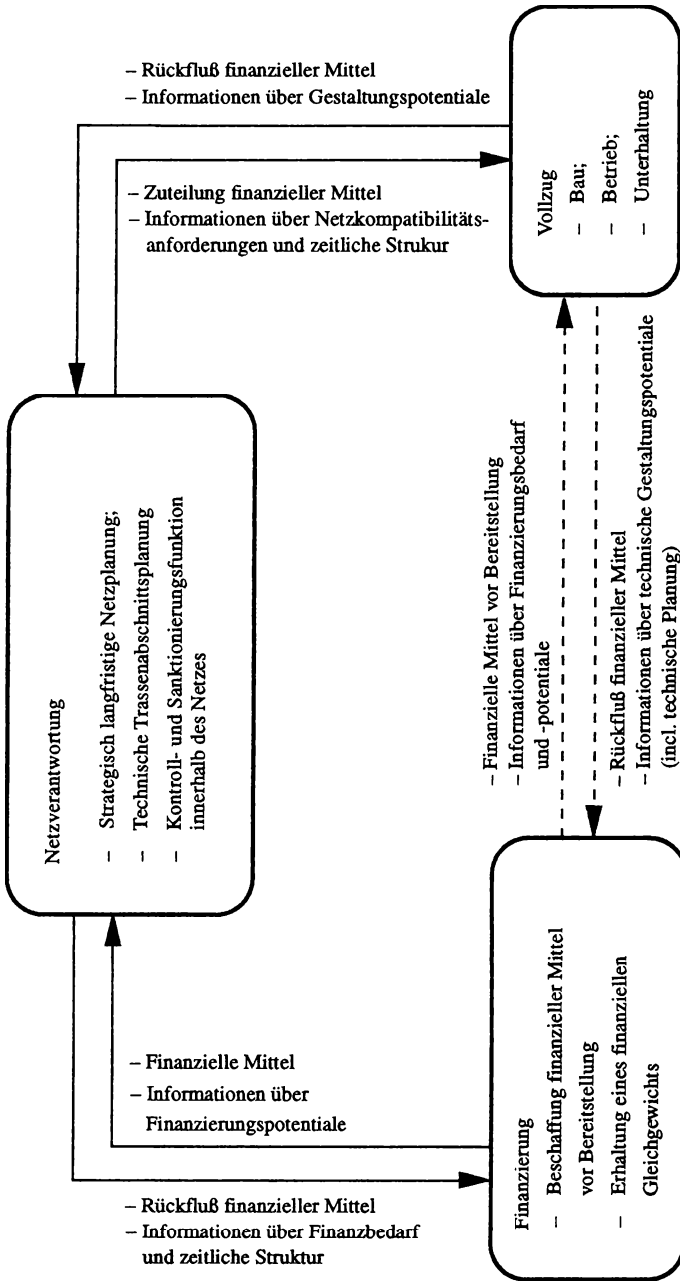 – Rückfluß finanzieller Mittel
– Informationen über Gestaltungspotentiale
– Zuteilung finanzieller Mittel
– Informationen über Netzkompatibilitäts-
anforderungen und zeitliche Strukur
Vollzug
– Bau;
– Betrieb;
– Unterhaltung
Netzverantwortung
– Strategisch langfristige Netzplanung;
– Technische Trassenabschnittsplanung
– Kontroll- und Sanktionierungsfunktion
innerhalb des Netzes
– Finanzielle Mittel vor Bereitstellung
– Informationen über Finanzierungsbedarf
und -potentiale
– Rückfluß finanzieller Mittel
– Informationen über technische Gestaltungspotentiale
(incl. technische Planung)
– Finanzielle Mittel
– Informationen über
Finanzierungspotentiale
Finanzierung
– Beschaffung finanzieller Mittel
vor Bereitstellung
– Erhaltung eines finanziellen
Gleichgewichts
– Rückfluß finanzieller Mittel
– Informationen über Finanzbedarf
und zeitliche Struktur